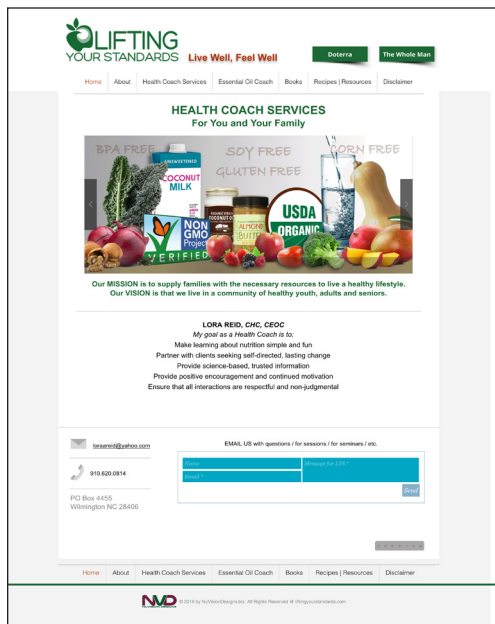 LIFTING
YOUR STANDARDS
Live Well, Feel Well
Doterra
The Whole Man
Home About Health Coach Services Essential Oil Coach Books Recipes | Resources Disclaimer
HEALTH COACH SERVICES
For You and Your Family
BPA FREE SOY FREE CORN FREE
GLUTEN FREE
UNSWEETENED
COCONUT
MILK
COCONUT OIL
ALMOND
BUTTER
NON
GMO
Project
VERIFIED
USDA
ORGANIC
Our MISSION is to supply families with the necessary resources to live a healthy lifestyle.
Our VISION is that we live in a community of healthy youth, adults and seniors.
LORA REID, CHC, CEOC
My goal as a Health Coach is to:
Make learning about nutrition simple and fun
Partner with clients seeking self-directed, lasting change
Provide science-based, trusted information
Provide positive encouragement and continued motivation
Ensure that all interactions are respectful and non-judgmental
EMAIL US with questions / for sessions / for seminars / etc.
910.620.0814
Name
Message for LYS *
Email *
Send
PO Box 4455
Wilmington NC 28406
Home About Health Coach Services Essential Oil Coach Books Recipes | Resources Disclaimer
NVD